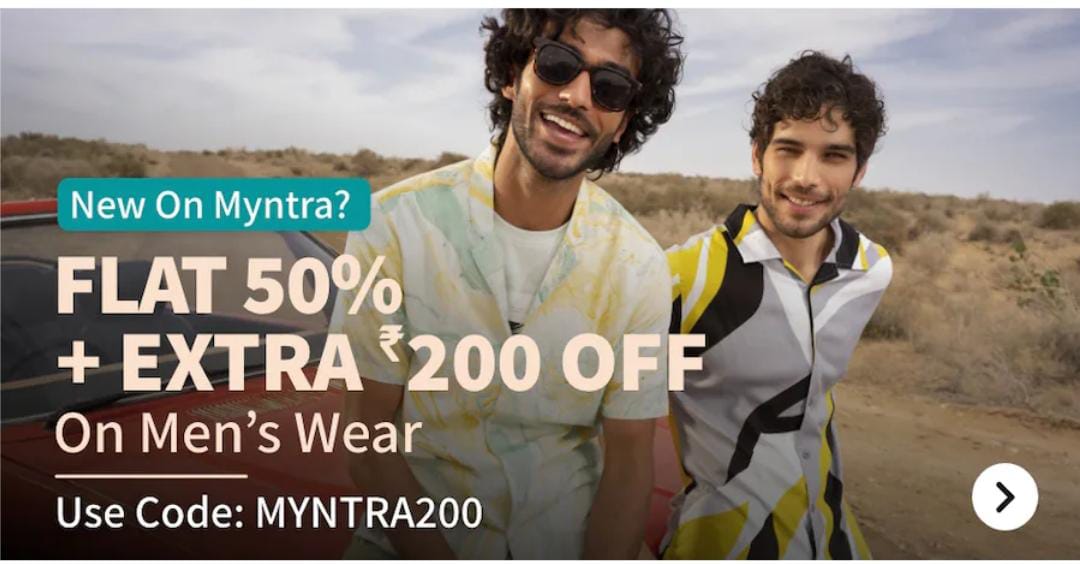 New On Myntra?
FLAT 50%
+ EXTRA ₹200 OFF
On Men's Wear
Use Code: MYNTRA200